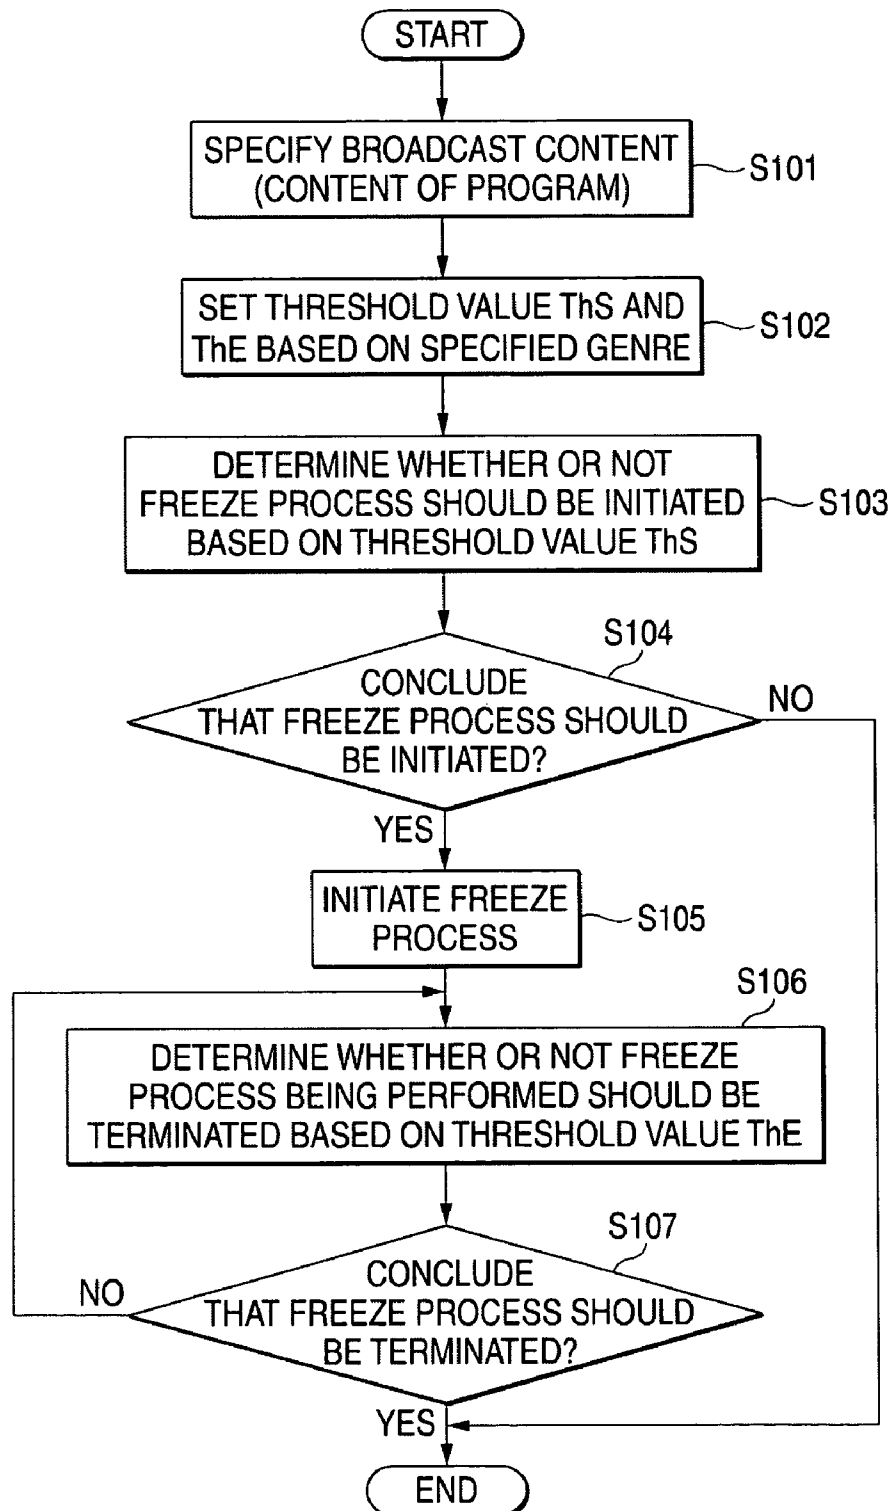 START
SPECIFY BROADCAST CONTENT
(CONTENT OF PROGRAM)
S101
SET THRESHOLD VALUE ThS AND
ThE BASED ON SPECIFIED GENRE
S102
DETERMINE WHETHER OR NOT
FREEZE PROCESS SHOULD BE INITIATED
BASED ON THRESHOLD VALUE ThS
S103
S104
CONCLUDE
THAT FREEZE PROCESS SHOULD
BE INITIATED?
NO
YES
INITIATE FREEZE
PROCESS
S105
S106
DETERMINE WHETHER OR NOT FREEZE
PROCESS BEING PERFORMED SHOULD BE
TERMINATED BASED ON THRESHOLD VALUE ThE
S107
CONCLUDE
THAT FREEZE PROCESS SHOULD
BE TERMINATED?
NO
YES
END